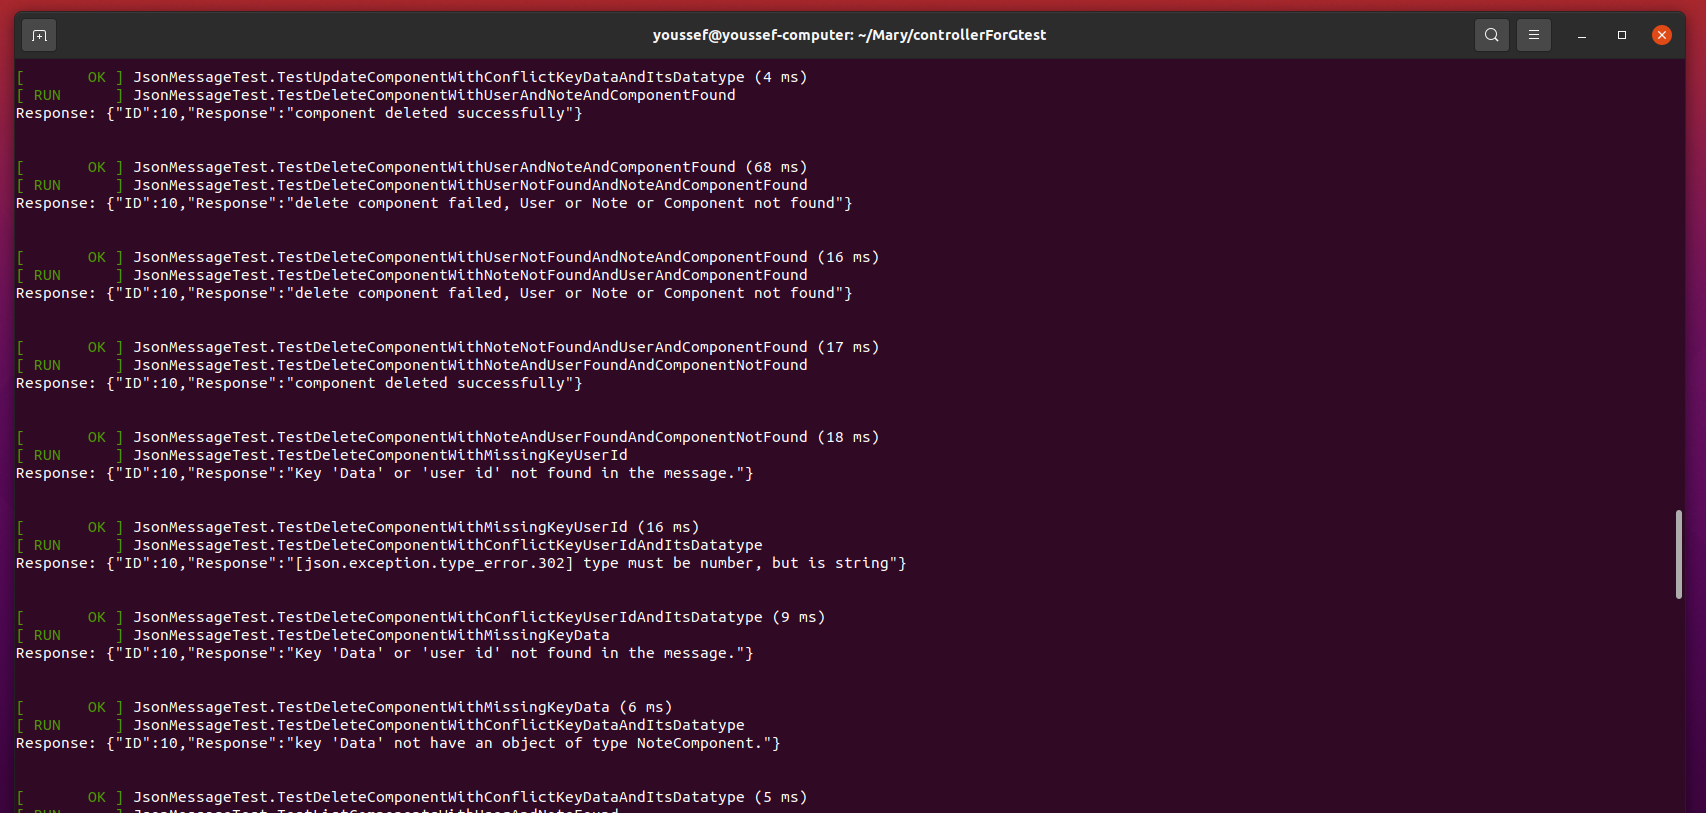 youssef@youssef-computer: ~/Mary/controllerForGtest
[       OK ] JsonMessageTest.TestUpdateComponentWithConflictKeyDataAndItsDatatype (4 ms)
[ RUN      ] JsonMessageTest.TestDeleteComponentWithUserAndNoteAndComponentFound
Response: {"ID":10,"Response":"component deleted successfully"}
[       OK ] JsonMessageTest.TestDeleteComponentWithUserAndNoteAndComponentFound (68 ms)
[ RUN      ] JsonMessageTest.TestDeleteComponentWithUserNotFoundAndNoteAndComponentFound
Response: {"ID":10,"Response":"delete component failed, User or Note or Component not found"}
[       OK ] JsonMessageTest.TestDeleteComponentWithUserNotFoundAndNoteAndComponentFound (16 ms)
[ RUN      ] JsonMessageTest.TestDeleteComponentWithNoteNotFoundAndUserAndComponentFound
Response: {"ID":10,"Response":"delete component failed, User or Note or Component not found"}
[       OK ] JsonMessageTest.TestDeleteComponentWithNoteNotFoundAndUserAndComponentFound (17 ms)
[ RUN      ] JsonMessageTest.TestDeleteComponentWithNoteAndUserFoundAndComponentNotFound
Response: {"ID":10,"Response":"component deleted successfully"}
[       OK ] JsonMessageTest.TestDeleteComponentWithNoteAndUserFoundAndComponentNotFound (18 ms)
[ RUN      ] JsonMessageTest.TestDeleteComponentWithMissingKeyUserId
Response: {"ID":10,"Response":"Key 'Data' or 'user id' not found in the message."}
[       OK ] JsonMessageTest.TestDeleteComponentWithMissingKeyUserId (16 ms)
[ RUN      ] JsonMessageTest.TestDeleteComponentWithConflictKeyUserIdAndItsDatatype
Response: {"ID":10,"Response":"[json.exception.type_error.302] type must be number, but is string"}
[       OK ] JsonMessageTest.TestDeleteComponentWithConflictKeyUserIdAndItsDatatype (9 ms)
[ RUN      ] JsonMessageTest.TestDeleteComponentWithMissingKeyData
Response: {"ID":10,"Response":"Key 'Data' or 'user id' not found in the message."}
[       OK ] JsonMessageTest.TestDeleteComponentWithMissingKeyData (6 ms)
[ RUN      ] JsonMessageTest.TestDeleteComponentWithConflictKeyDataAndItsDatatype
Response: {"ID":10,"Response":"key 'Data' not have an object of type NoteComponent."}
[       OK ] JsonMessageTest.TestDeleteComponentWithConflictKeyDataAndItsDatatype (5 ms)